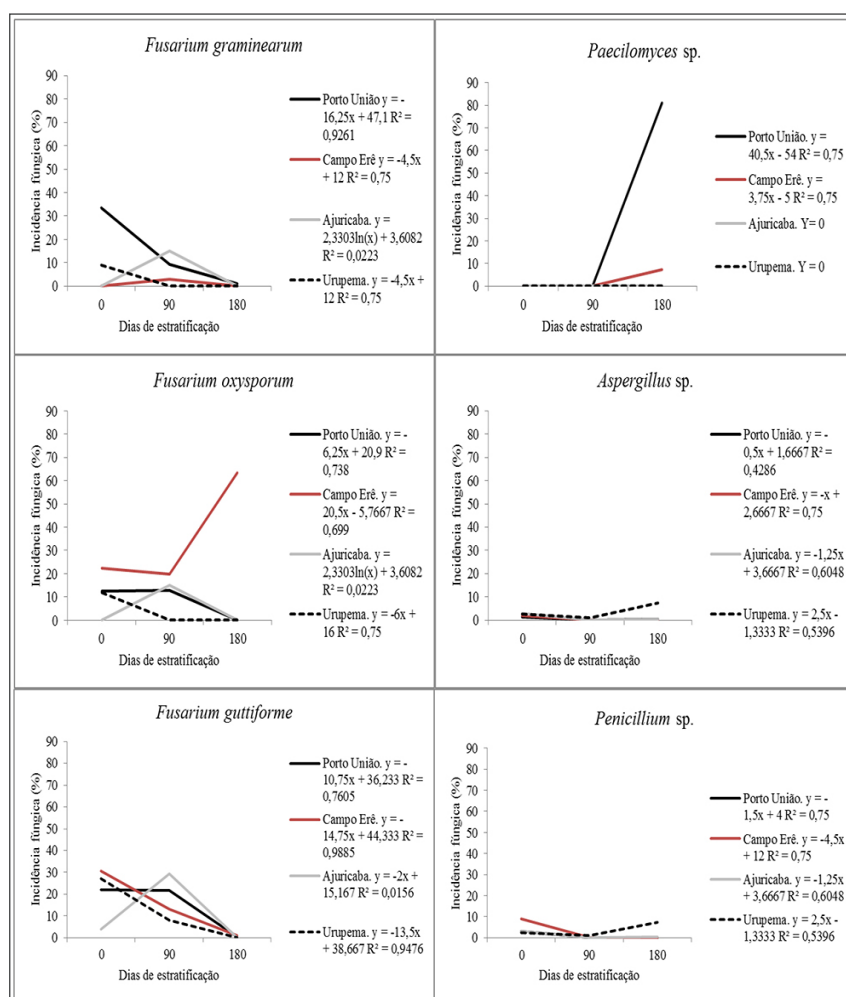 Fusarium graminearum
Incidência fúngica (%)
90
80
70
60
50
40
30
20
10
0
0 90 180
Dias de estratificação
Porto União y = -
16,25x + 47,1 R² =
0,9261
Campo Erê y = -4,5x
+ 12 R² = 0,75
Ajuricaba. y =
2,3303ln(x) + 3,6082
R² = 0,0223
Urupema. y = -4,5x +
12 R² = 0,75
Paecilomyces sp.
Incidência fúngica (%)
90
80
70
60
50
40
30
20
10
0
0 90 180
Dias de estratificação
Porto União. y =
40,5x - 54 R² = 0,75
Campo Erê. y =
3,75x - 5 R² = 0,75
Ajuricaba. Y= 0
Urupema. Y = 0
Fusarium oxysporum
Incidência fúngica (%)
90
80
70
60
50
40
30
20
10
0
0 90 180
Dias de estratificação
Porto União. y = -
6,25x + 20,9 R² =
0,738
Campo Erê. y =
20,5x - 5,7667 R² =
0,699
Ajuricaba. y =
2,3303ln(x) + 3,6082
R² = 0,0223
Urupema. y = -6x +
16 R² = 0,75
Aspergillus sp.
Incidência fúngica (%)
90
80
70
60
50
40
30
20
10
0
0 90 180
Dias de estratificação
Porto União. y = -
0,5x + 1,6667 R² =
0,4286
Campo Erê. y = -x +
2,6667 R² = 0,75
Ajuricaba. y = -1,25x
+ 3,6667 R² = 0,6048
Urupema. y = 2,5x -
1,3333 R² = 0,5396
Fusarium guttiforme
Incidência fúngica (%)
90
80
70
60
50
40
30
20
10
0
0 90 180
Dias de estratificação
Porto União. y = -
10,75x + 36,233 R² =
0,7605
Campo Erê. y = -
14,75x + 44,333 R² =
0,9885
Ajuricaba. y = -2x +
15,167 R² = 0,0156
Urupema. y = -13,5x
+ 38,667 R² = 0,9476
Penicillium sp.
Incidência fúngica (%)
90
80
70
60
50
40
30
20
10
0
0 90 180
Dias de estratificação
Porto União. y = -
1,5x + 4 R² = 0,75
Campo Erê. y = -4,5x
+ 12 R² = 0,75
Ajuricaba. y = -1,25x
+ 3,6667 R² = 0,6048
Urupema. y = 2,5x -
1,3333 R² = 0,5396